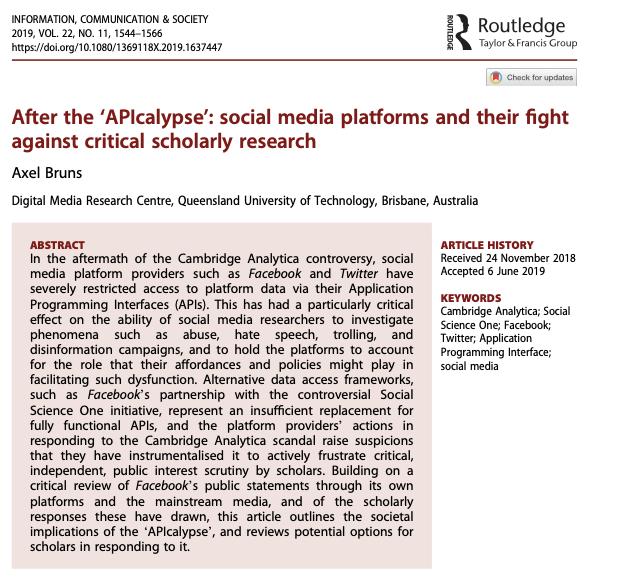 INFORMATION, COMMUNICATION & SOCIETY
2019, VOL. 22, NO. 11, 1544–1566
https://doi.org/10.1080/1369118X.2019.1637447
ROUTLEDGE
Routledge
Taylor & Francis Group
Check for updates
After the ‘APIcalypse’: social media platforms and their fight
against critical scholarly research
Axel Bruns
Digital Media Research Centre, Queensland University of Technology, Brisbane, Australia
ABSTRACT
In the aftermath of the Cambridge Analytica controversy, social
media platform providers such as Facebook and Twitter have
severely restricted access to platform data via their Application
Programming Interfaces (APIs). This has had a particularly critical
effect on the ability of social media researchers to investigate
phenomena such as abuse, hate speech, trolling, and
disinformation campaigns, and to hold the platforms to account
for the role that their affordances and policies might play in
facilitating such dysfunction. Alternative data access frameworks,
such as Facebook’s partnership with the controversial Social
Science One initiative, represent an insufficient replacement for
fully functional APIs, and the platform providers’ actions in
responding to the Cambridge Analytica scandal raise suspicions
that they have instrumentalised it to actively frustrate critical,
independent, public interest scrutiny by scholars. Building on a
critical review of Facebook’s public statements through its own
platforms and the mainstream media, and of the scholarly
responses these have drawn, this article outlines the societal
implications of the ‘APIcalypse’, and reviews potential options for
scholars in responding to it.
ARTICLE HISTORY
Received 24 November 2018
Accepted 6 June 2019
KEYWORDS
Cambridge Analytica; Social
Science One; Facebook;
Twitter; Application
Programming Interface;
social media